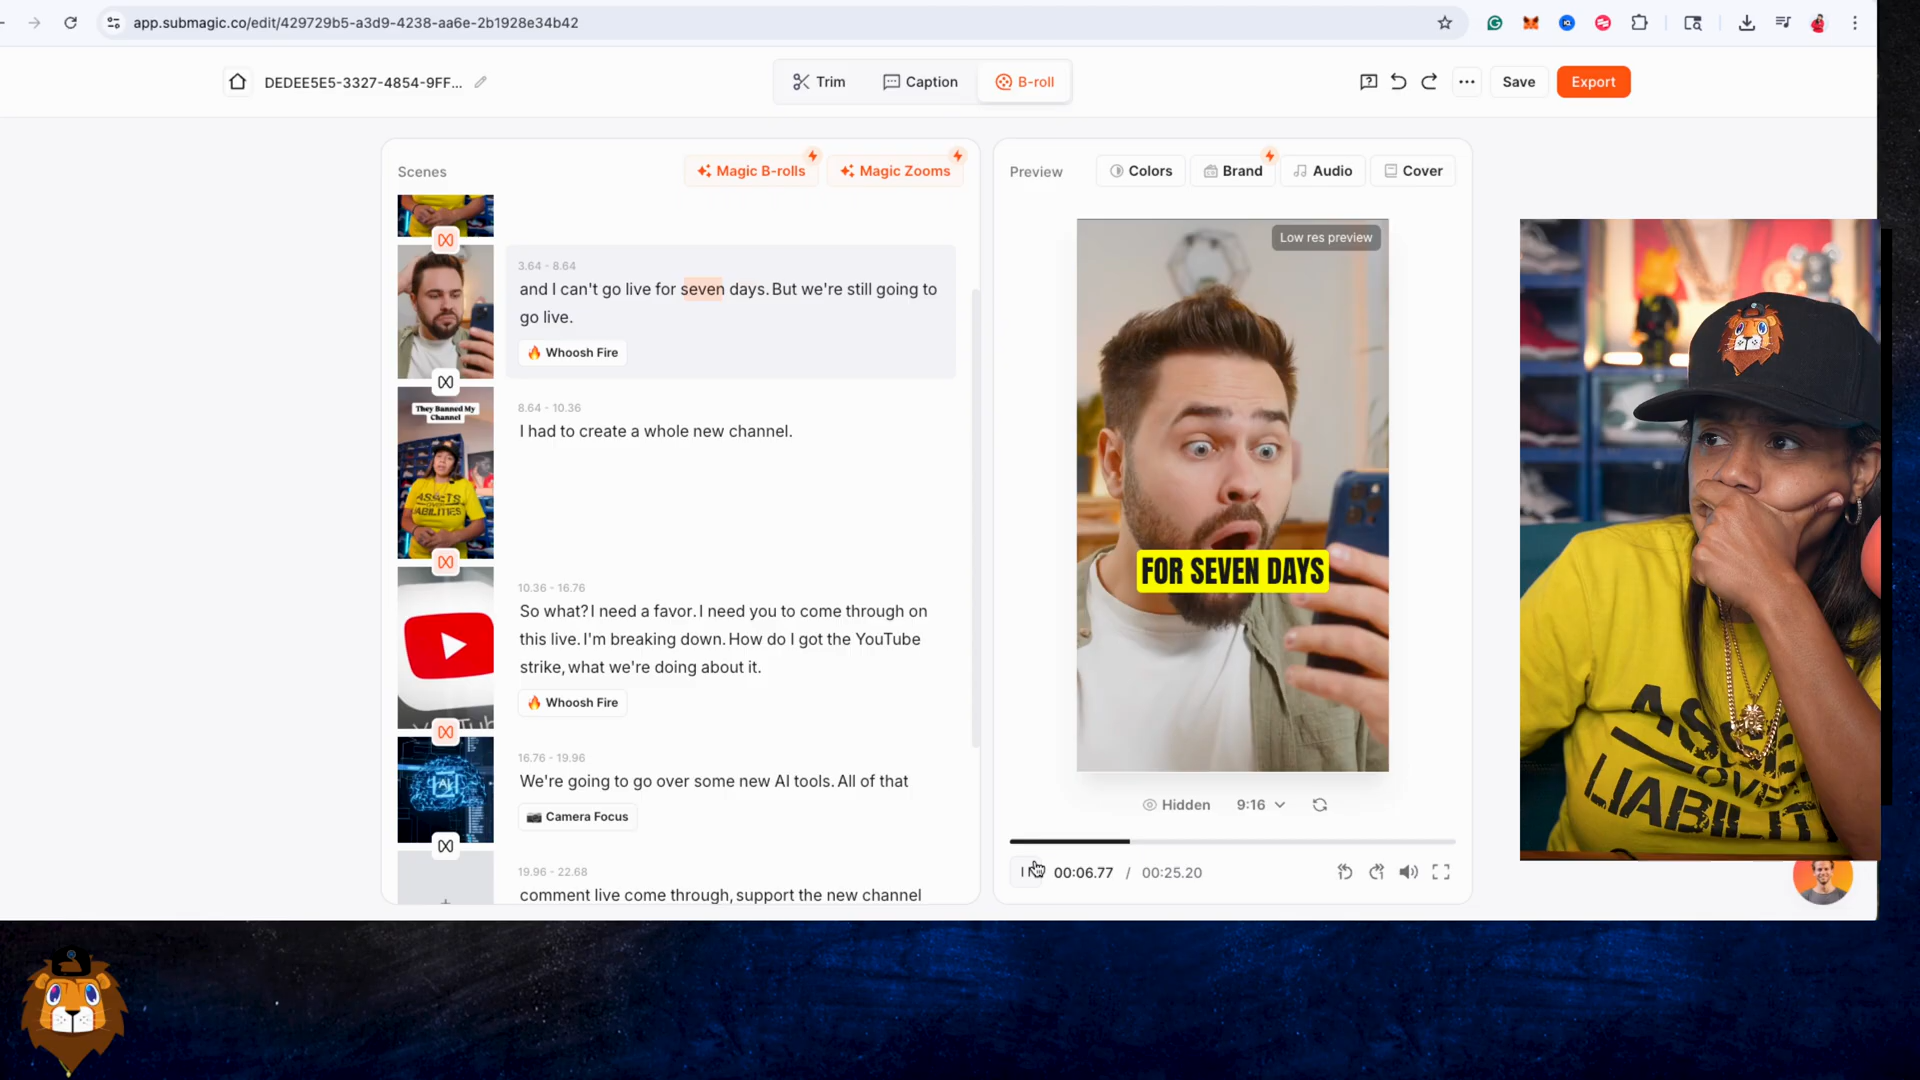 app.submagic.co/edit/429729b5-a3d9-4238-aa6e-2b1928e34b42
DEDEE5E5-3327-4854-9FF...
Trim
Caption
B-roll
Save
Export
Scenes
Magic B-rolls
Magic Zooms
3.64 - 8.64
and I can't go live for seven days. But we're still going to
go live.
🔥 Whoosh Fire
They Banned My
Channel
ASSETS
LIABILITIES
8.64 - 10.36
I had to create a whole new channel.
10.36 - 16.76
So what? I need a favor. I need you to come through on
this live. I'm breaking down. How do I got the YouTube
strike, what we're doing about it.
🔥 Whoosh Fire
AI
16.76 - 19.96
We're going to go over some new AI tools. All of that
📷 Camera Focus
19.96 - 22.68
comment live come through, support the new channel
Preview
Colors
Brand
Audio
Cover
Low res preview
FOR SEVEN DAYS
Hidden
9:16
00:06.77 / 00:25.20
OVER
LIABILIT